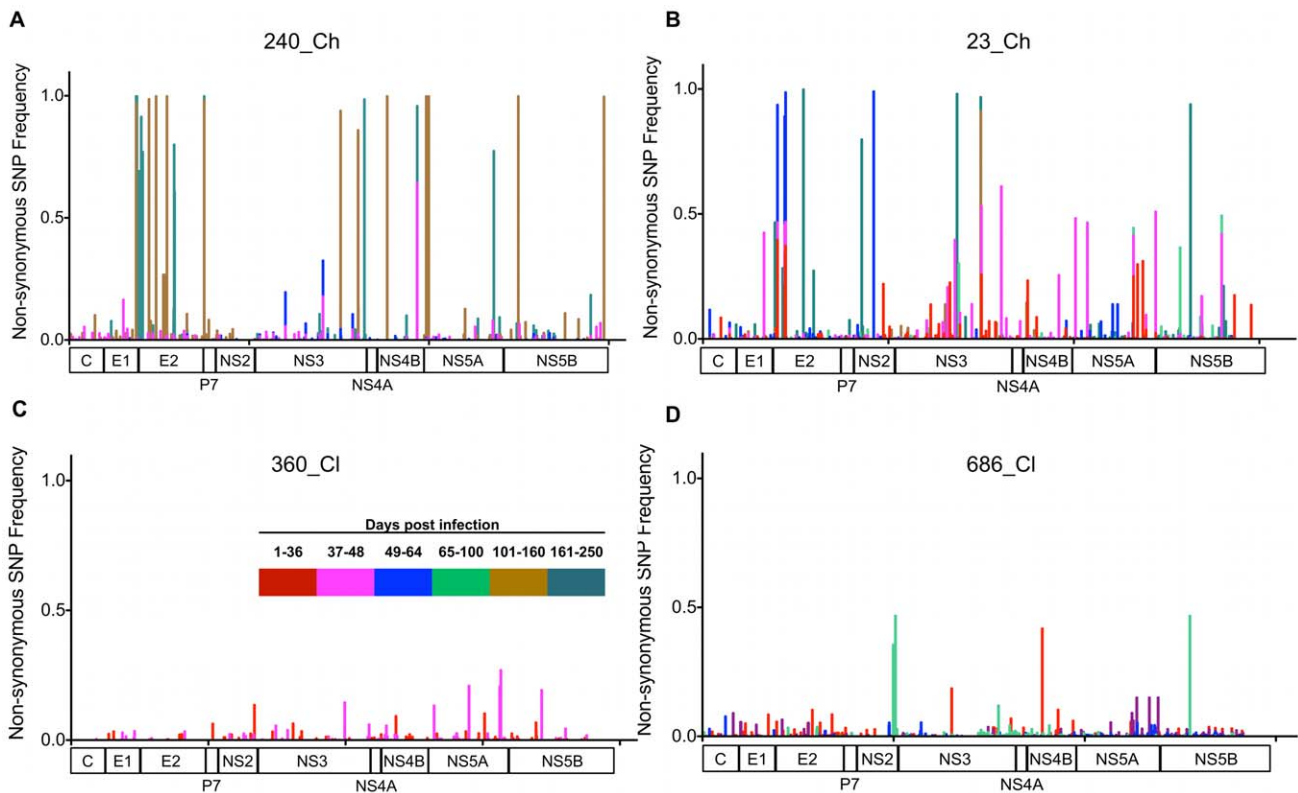 A
240_Ch
Non-synonymous SNP Frequency
1.0
0.5
0.0
C E1 E2 NS2 NS3 NS4B NS5A NS5B
P7 NS4A
B
23_Ch
Non-synonymous SNP Frequency
1.0
0.5
0.0
C E1 E2 NS2 NS3 NS4B NS5A NS5B
P7 NS4A
C
360_Cl
Non-synonymous SNP Frequency
1.0
0.5
0.0
Days post infection
1-36 37-48 49-64 65-100 101-160 161-250
C E1 E2 NS2 NS3 NS4B NS5A NS5B
P7 NS4A
D
686_Cl
Non-synonymous SNP Frequency
1.0
0.5
0.0
C E1 E2 NS2 NS3 NS4B NS5A NS5B
P7 NS4A